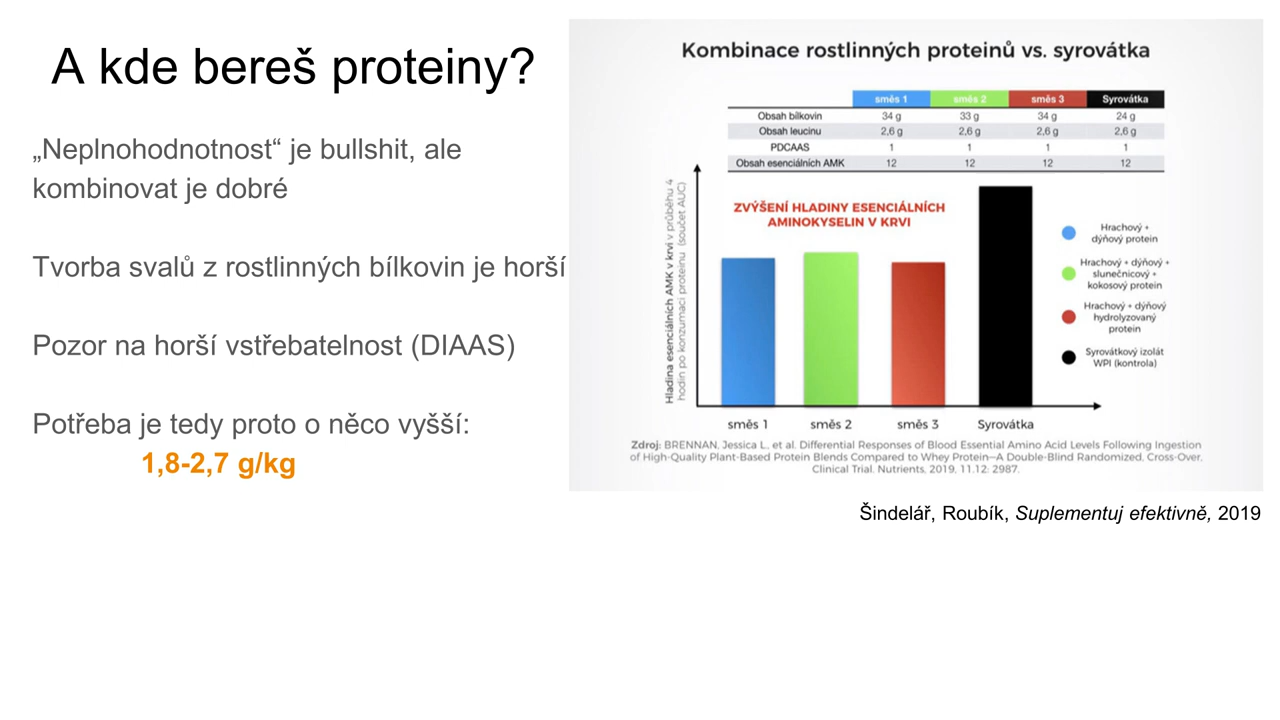 A kde bereš proteiny?
„Neplnohodnotnost“ je bullshit, ale
kombinovat je dobré
Tvorba svalů z rostlinných bílkovin je horší
Pozor na horší vstřebatelnost (DIAAS)
Potřeba je tedy proto o něco vyšší:
1,8-2,7 g/kg
Kombinace rostlinných proteinů vs. syrovátka
směs 1 směs 2 směs 3 Syrovátka
Obsah bílkovin 34 g 33 g 34 g 24 g
Obsah leucinu 2,6 g 2,6 g 2,6 g 2,6 g
PDCAAS 1 1 1 1
Obsah esenciálních AMK 12 12 12 12
Hladina esenciálních AMK v krvi v průběhu 4
hodin po konzumaci proteinu (součet AUC)
ZVÝŠENÍ HLADINY ESENCIÁLNÍCH
AMINOKYSELIN V KRVI
Hrachový +
dýňový protein
Hrachový + dýňový +
slunečnicový +
kokosový protein
Hrachový + dýňový
hydrolyzovaný
protein
Syrovátkový izolát
WPI (kontrola)
směs 1 směs 2 směs 3 Syrovátka
Zdroj: BRENNAN, Jessica L., et al. Differential Responses of Blood Essential Amino Acid Levels Following Ingestion
of High-Quality Plant-Based Protein Blends Compared to Whey Protein—A Double-Blind Randomized, Cross-Over,
Clinical Trial. Nutrients, 2019, 11.12: 2987.
Šindelář, Roubík, Suplementuj efektivně, 2019